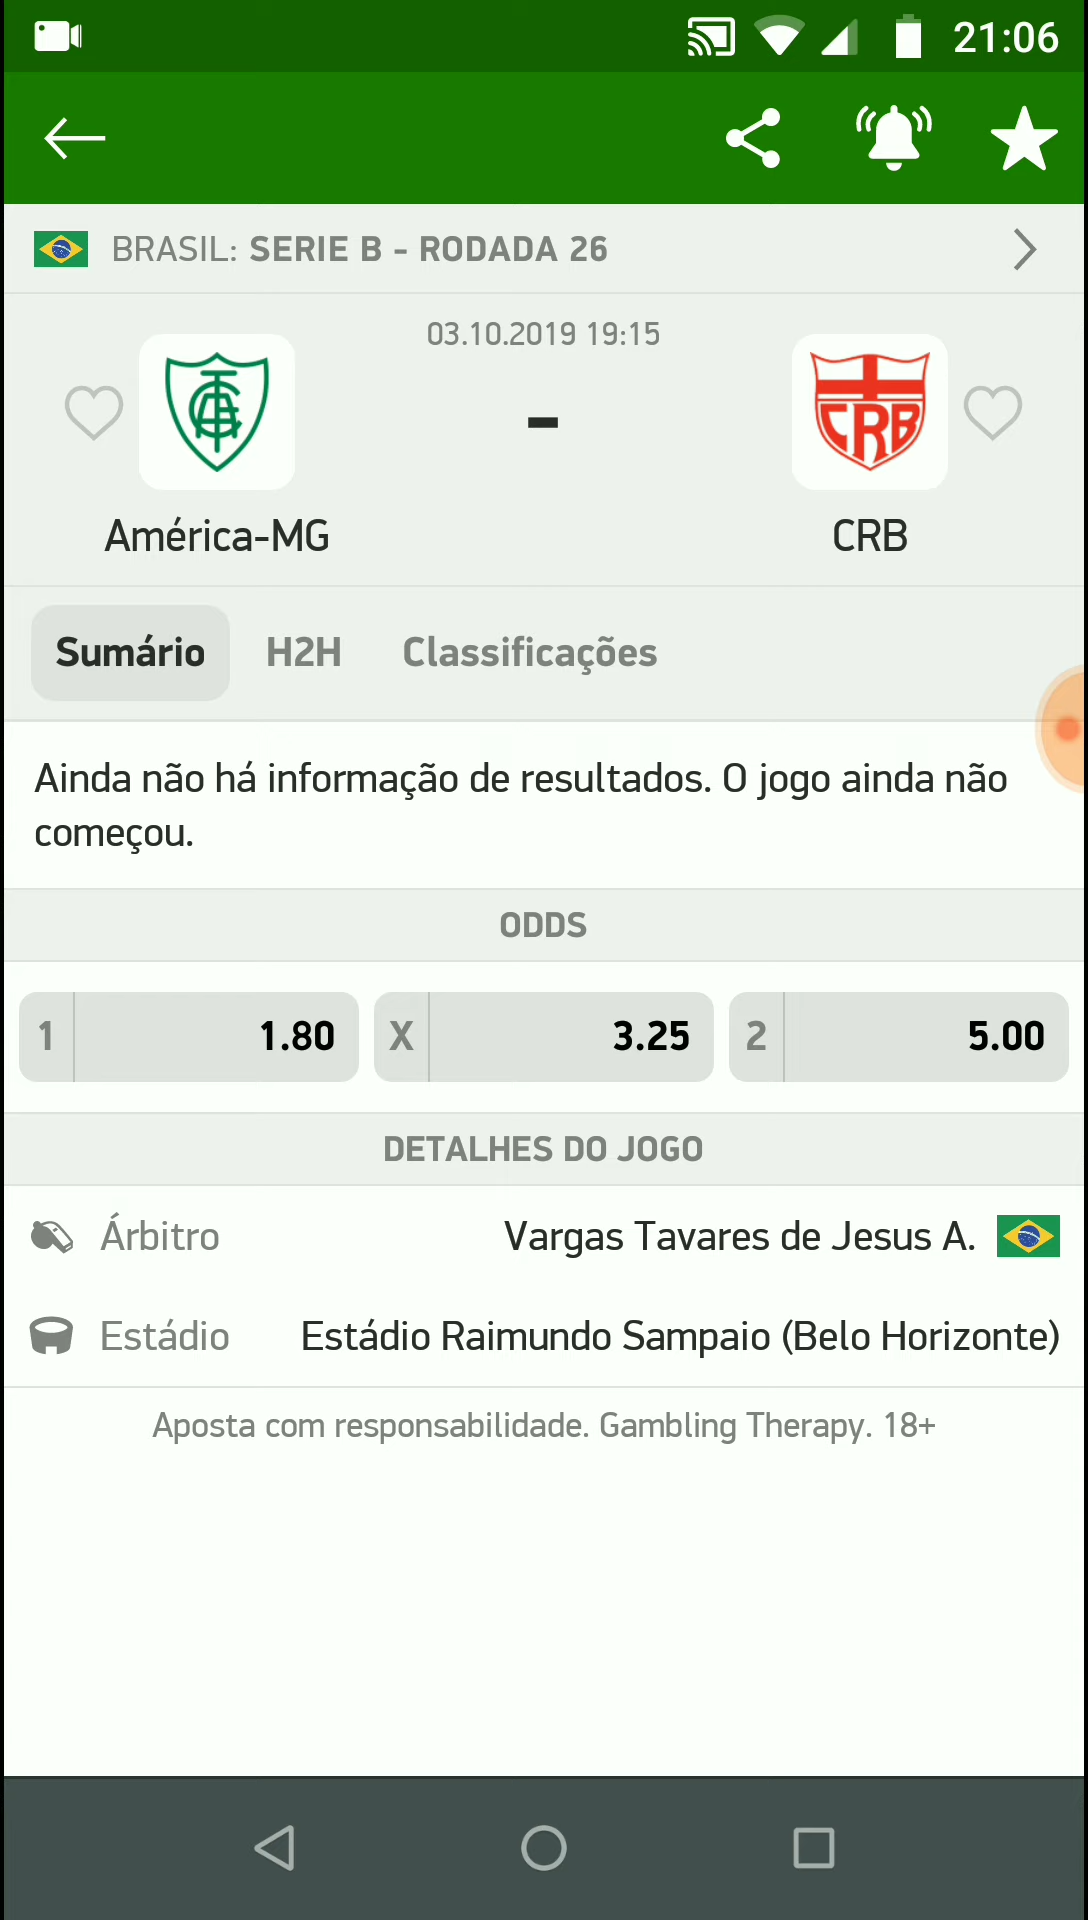 21:06
BRASIL: SERIE B - RODADA 26
03.10.2019 19:15
-
CRB
América-MG
CRB
Sumário H2H Classificações
Ainda não há informação de resultados. O jogo ainda não
começou.
ODDS
1 1.80 X 3.25 2 5.00
DETALHES DO JOGO
Árbitro Vargas Tavares de Jesus A.
Estádio Estádio Raimundo Sampaio (Belo Horizonte)
Aposta com responsabilidade. Gambling Therapy. 18+